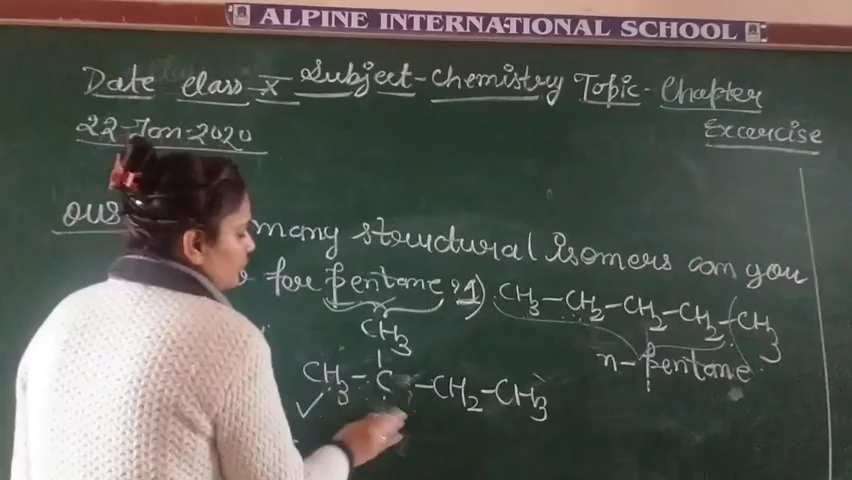 ALPINE INTERNATIONAL SCHOOL
Date Class-X Subject-Chemistry Topic-Chapter
Excercise
22-Jan-2020
many structural isomers can you
for pentane? 1) CH3-CH2-CH2-CH2-CH3
n-pentane
CH3
CH3-C-CH2-CH3